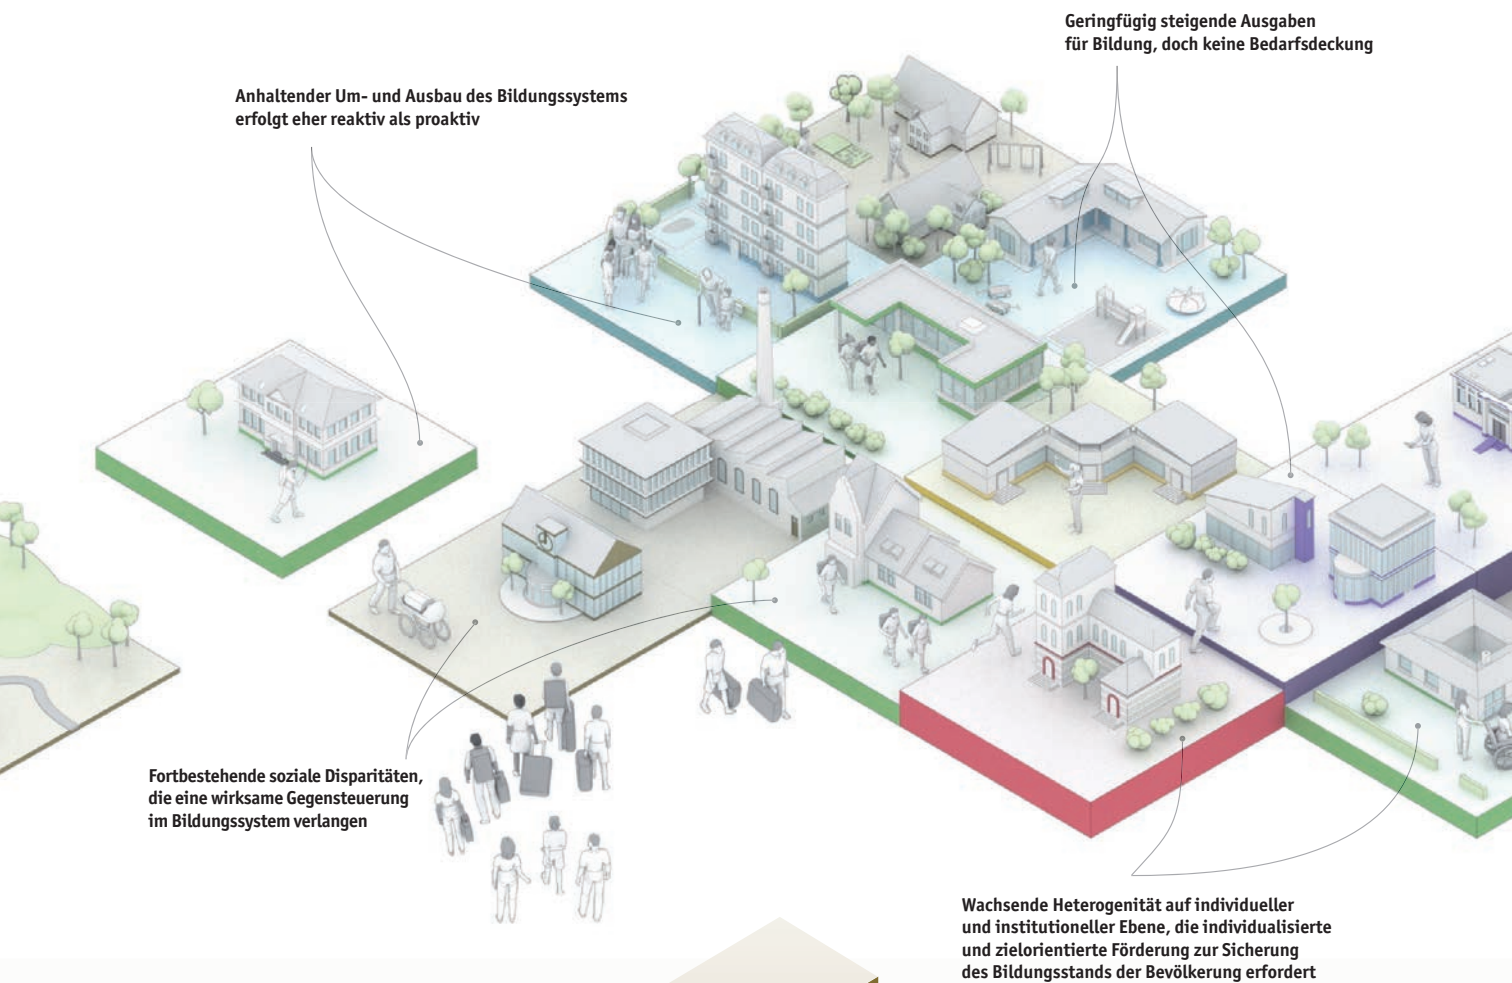 Geringfügig steigende Ausgaben
für Bildung, doch keine Bedarfsdeckung
Anhaltender Um- und Ausbau des Bildungssystems
erfolgt eher reaktiv als proaktiv
Fortbestehende soziale Disparitäten,
die eine wirksame Gegensteuerung
im Bildungssystem verlangen
Wachsende Heterogenität auf individueller
und institutioneller Ebene, die individualisierte
und zielorientierte Förderung zur Sicherung
des Bildungsstands der Bevölkerung erfordert